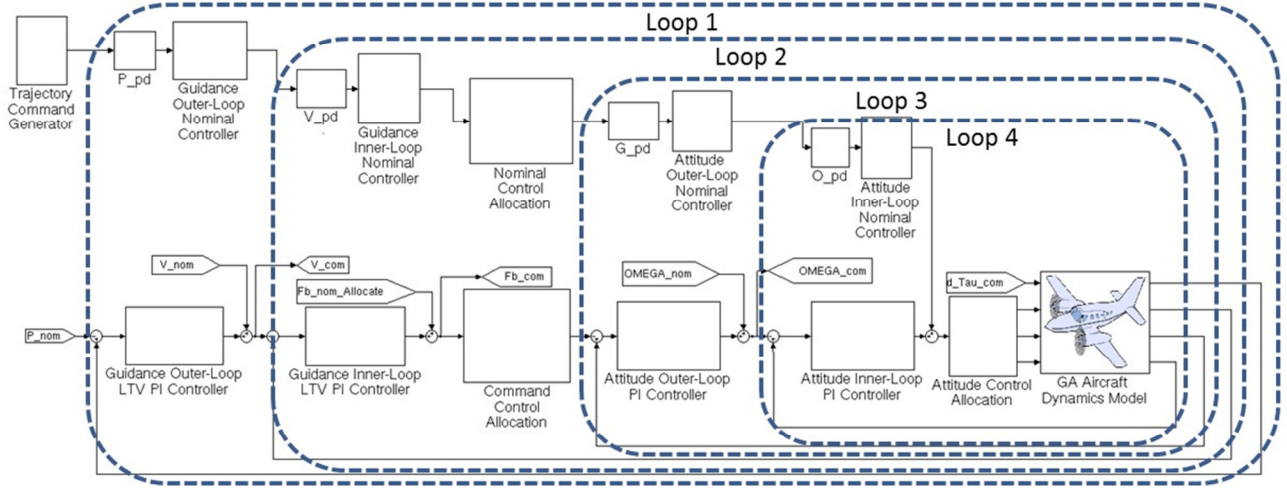 Loop 1
Loop 2
Loop 3
Loop 4
Trajectory
Command
Generator
P_pd
Guidance
Outer-Loop
Nominal
Controller
V_pd
Guidance
Inner-Loop
Nominal
Controller
Nominal
Control
Allocation
G_pd
Attitude
Outer-Loop
Nominal
Controller
O_pd
Attitude
Inner-Loop
Nominal
Controller
V_nom
V_com
Fb_nom_Allocate
Fb_com
OMEGA_nom
OMEGA_com
d_Tau_com
P_nom
Guidance Outer-Loop
LTV PI Controller
Guidance Inner-Loop
LTV PI Controller
Command
Control
Allocation
Attitude Outer-Loop
PI Controller
Attitude Inner-Loop
PI Controller
Attitude Control
Allocation
GA Aircraft
Dynamics Model